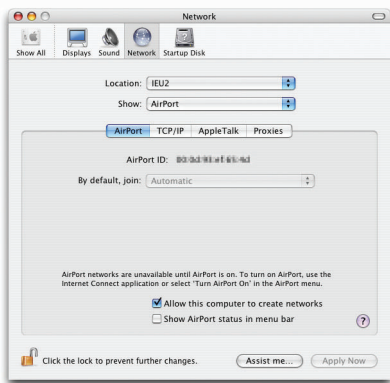 Network
Show All Displays Sound Network Startup Disk
Location: IEU2
Show: AirPort
AirPort TCP/IP AppleTalk Proxies
AirPort ID:
By default, join: Automatic
AirPort networks are unavailable until AirPort is on. To turn on AirPort, use the
Internet Connect application or select 'Turn AirPort On' in the AirPort menu.
Allow this computer to create networks
Show AirPort status in menu bar
?
Click the lock to prevent further changes. Assist me... Apply Now